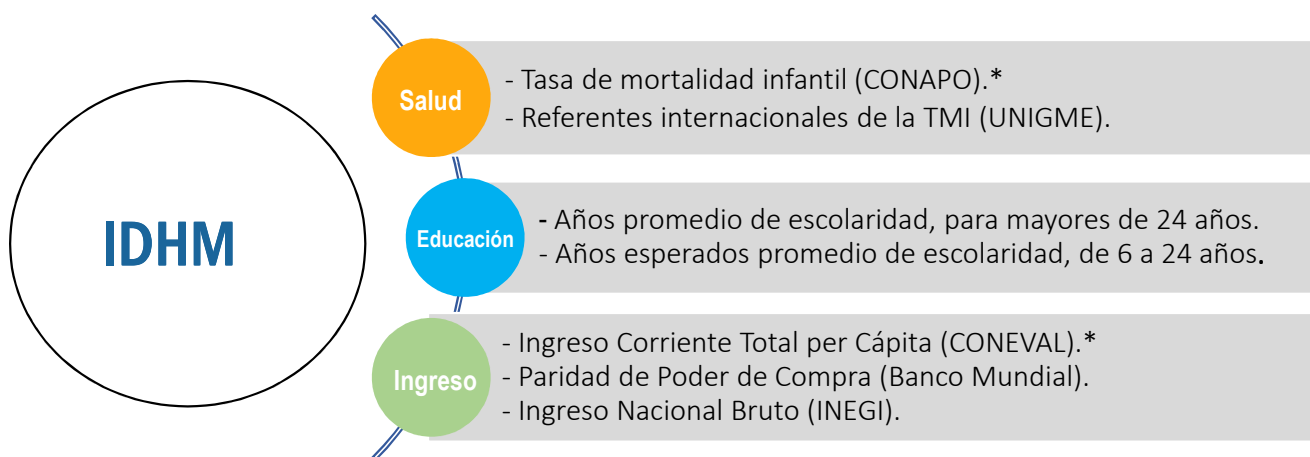 IDHM
Salud
- Tasa de mortalidad infantil (CONAPO).*
- Referentes internacionales de la TMI (UNIGME).
Educación
- Años promedio de escolaridad, para mayores de 24 años.
- Años esperados promedio de escolaridad, de 6 a 24 años.
Ingreso
- Ingreso Corriente Total per Cápita (CONEVAL).*
- Paridad de Poder de Compra (Banco Mundial).
- Ingreso Nacional Bruto (INEGI).